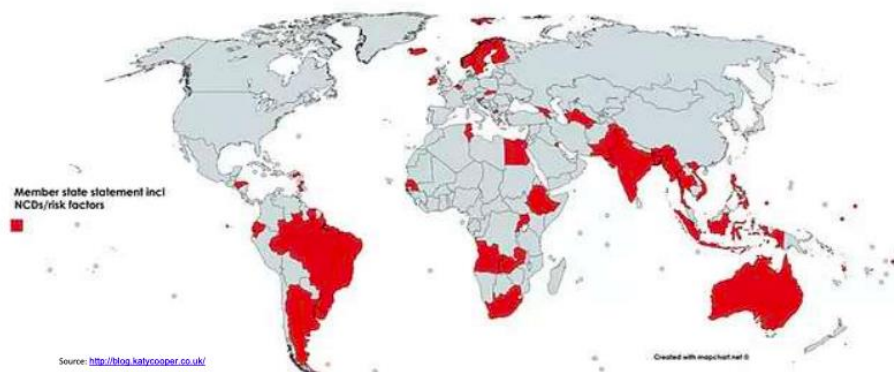 Member state statement incl
NCDs/risk factors
Source: http://blog.katycooper.co.uk/
Created with mapchart.net ©